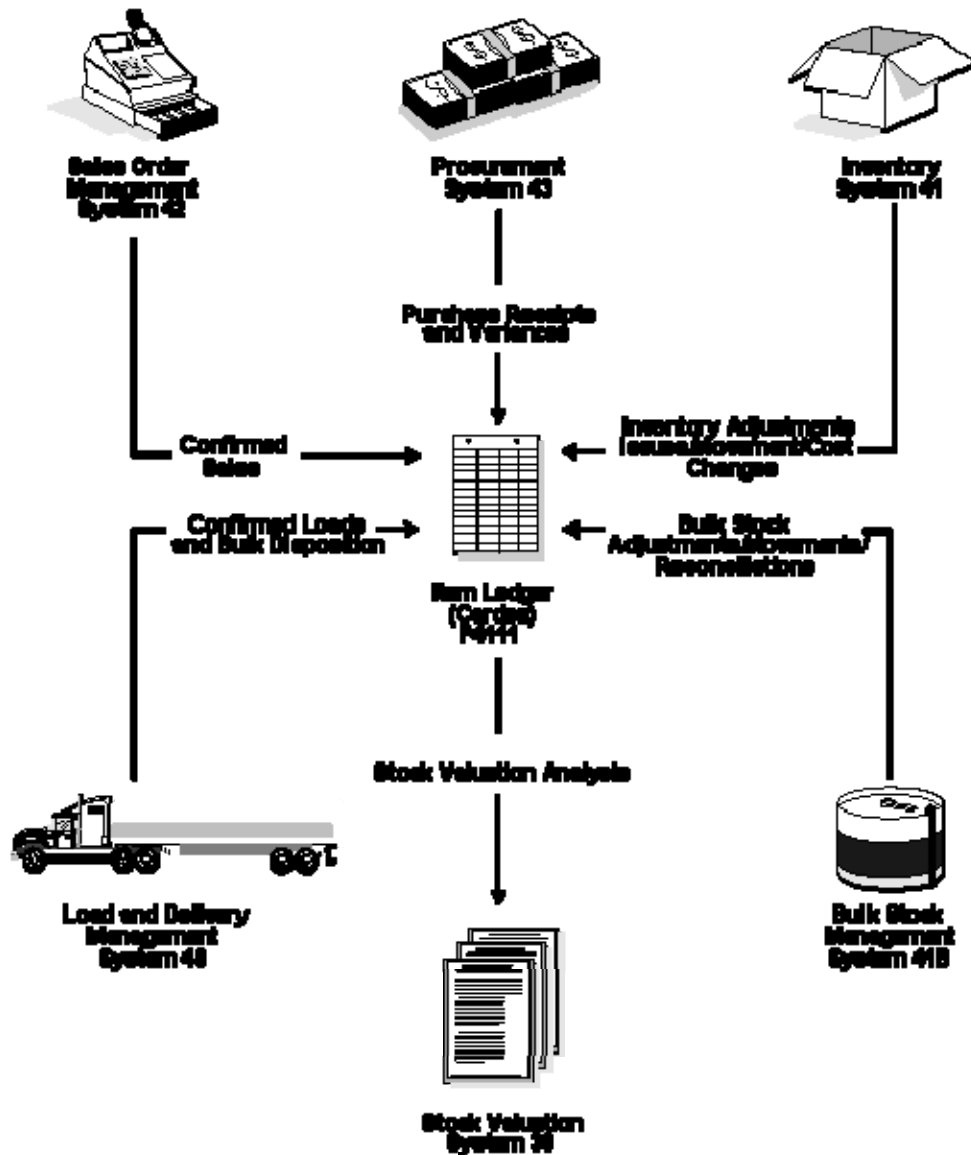 Sales Order
Management
System 42
Procurement
System 43
Inventory
System 41
Purchase Receipts
and Variances
Confirmed
Sales
Inventory Adjustments
Issues/Movement/Cost
Changes
Confirmed Loads
and Bulk Disposition
Bulk Stock
Adjustments/Movements/
Reconciliations
Item Ledger
(Cardex)
F4111
Stock Valuation Analysis
Load and Delivery
Management
System
Bulk Stock
Management
System 41B
Stock Valuation
System